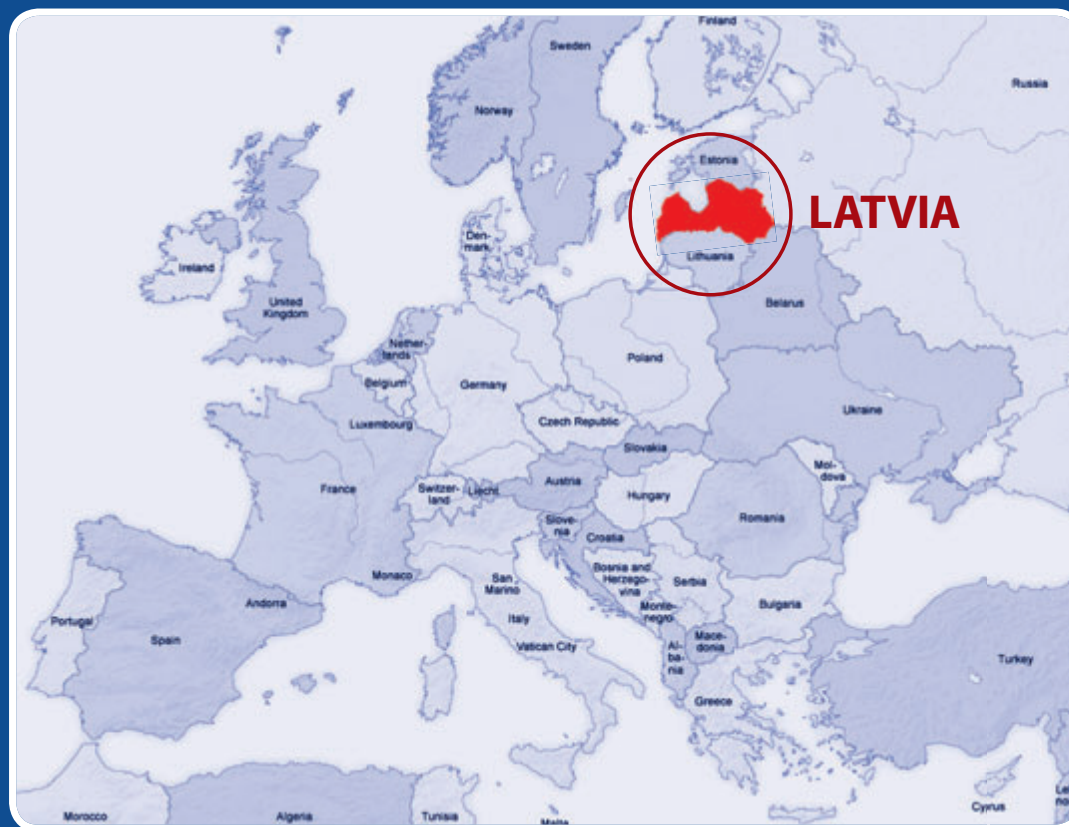 Finland
Sweden
Russia
Norway
Estonia
LATVIA
Den-
mark
Lithuania
Ireland
United
Kingdom
Belarus
Nether-
lands
Poland
Belgium
Germany
Ukraine
Luxembourg
Czech Republic
Slovakia
Mol-
dova
Austria
Switzer-
land
Liecht.
France
Hungary
Romania
Slove-
nia
Croatia
Bosnia and
Herzego-
vina
Serbia
Monaco
San
Marino
Andorra
Bulgaria
Monte-
negro
Portugal
Italy
Spain
Vatican City
Mace-
donia
Al-
ba-
nia
Turkey
Greece
Cyprus
Morocco
Algeria
Tunisia
Malta